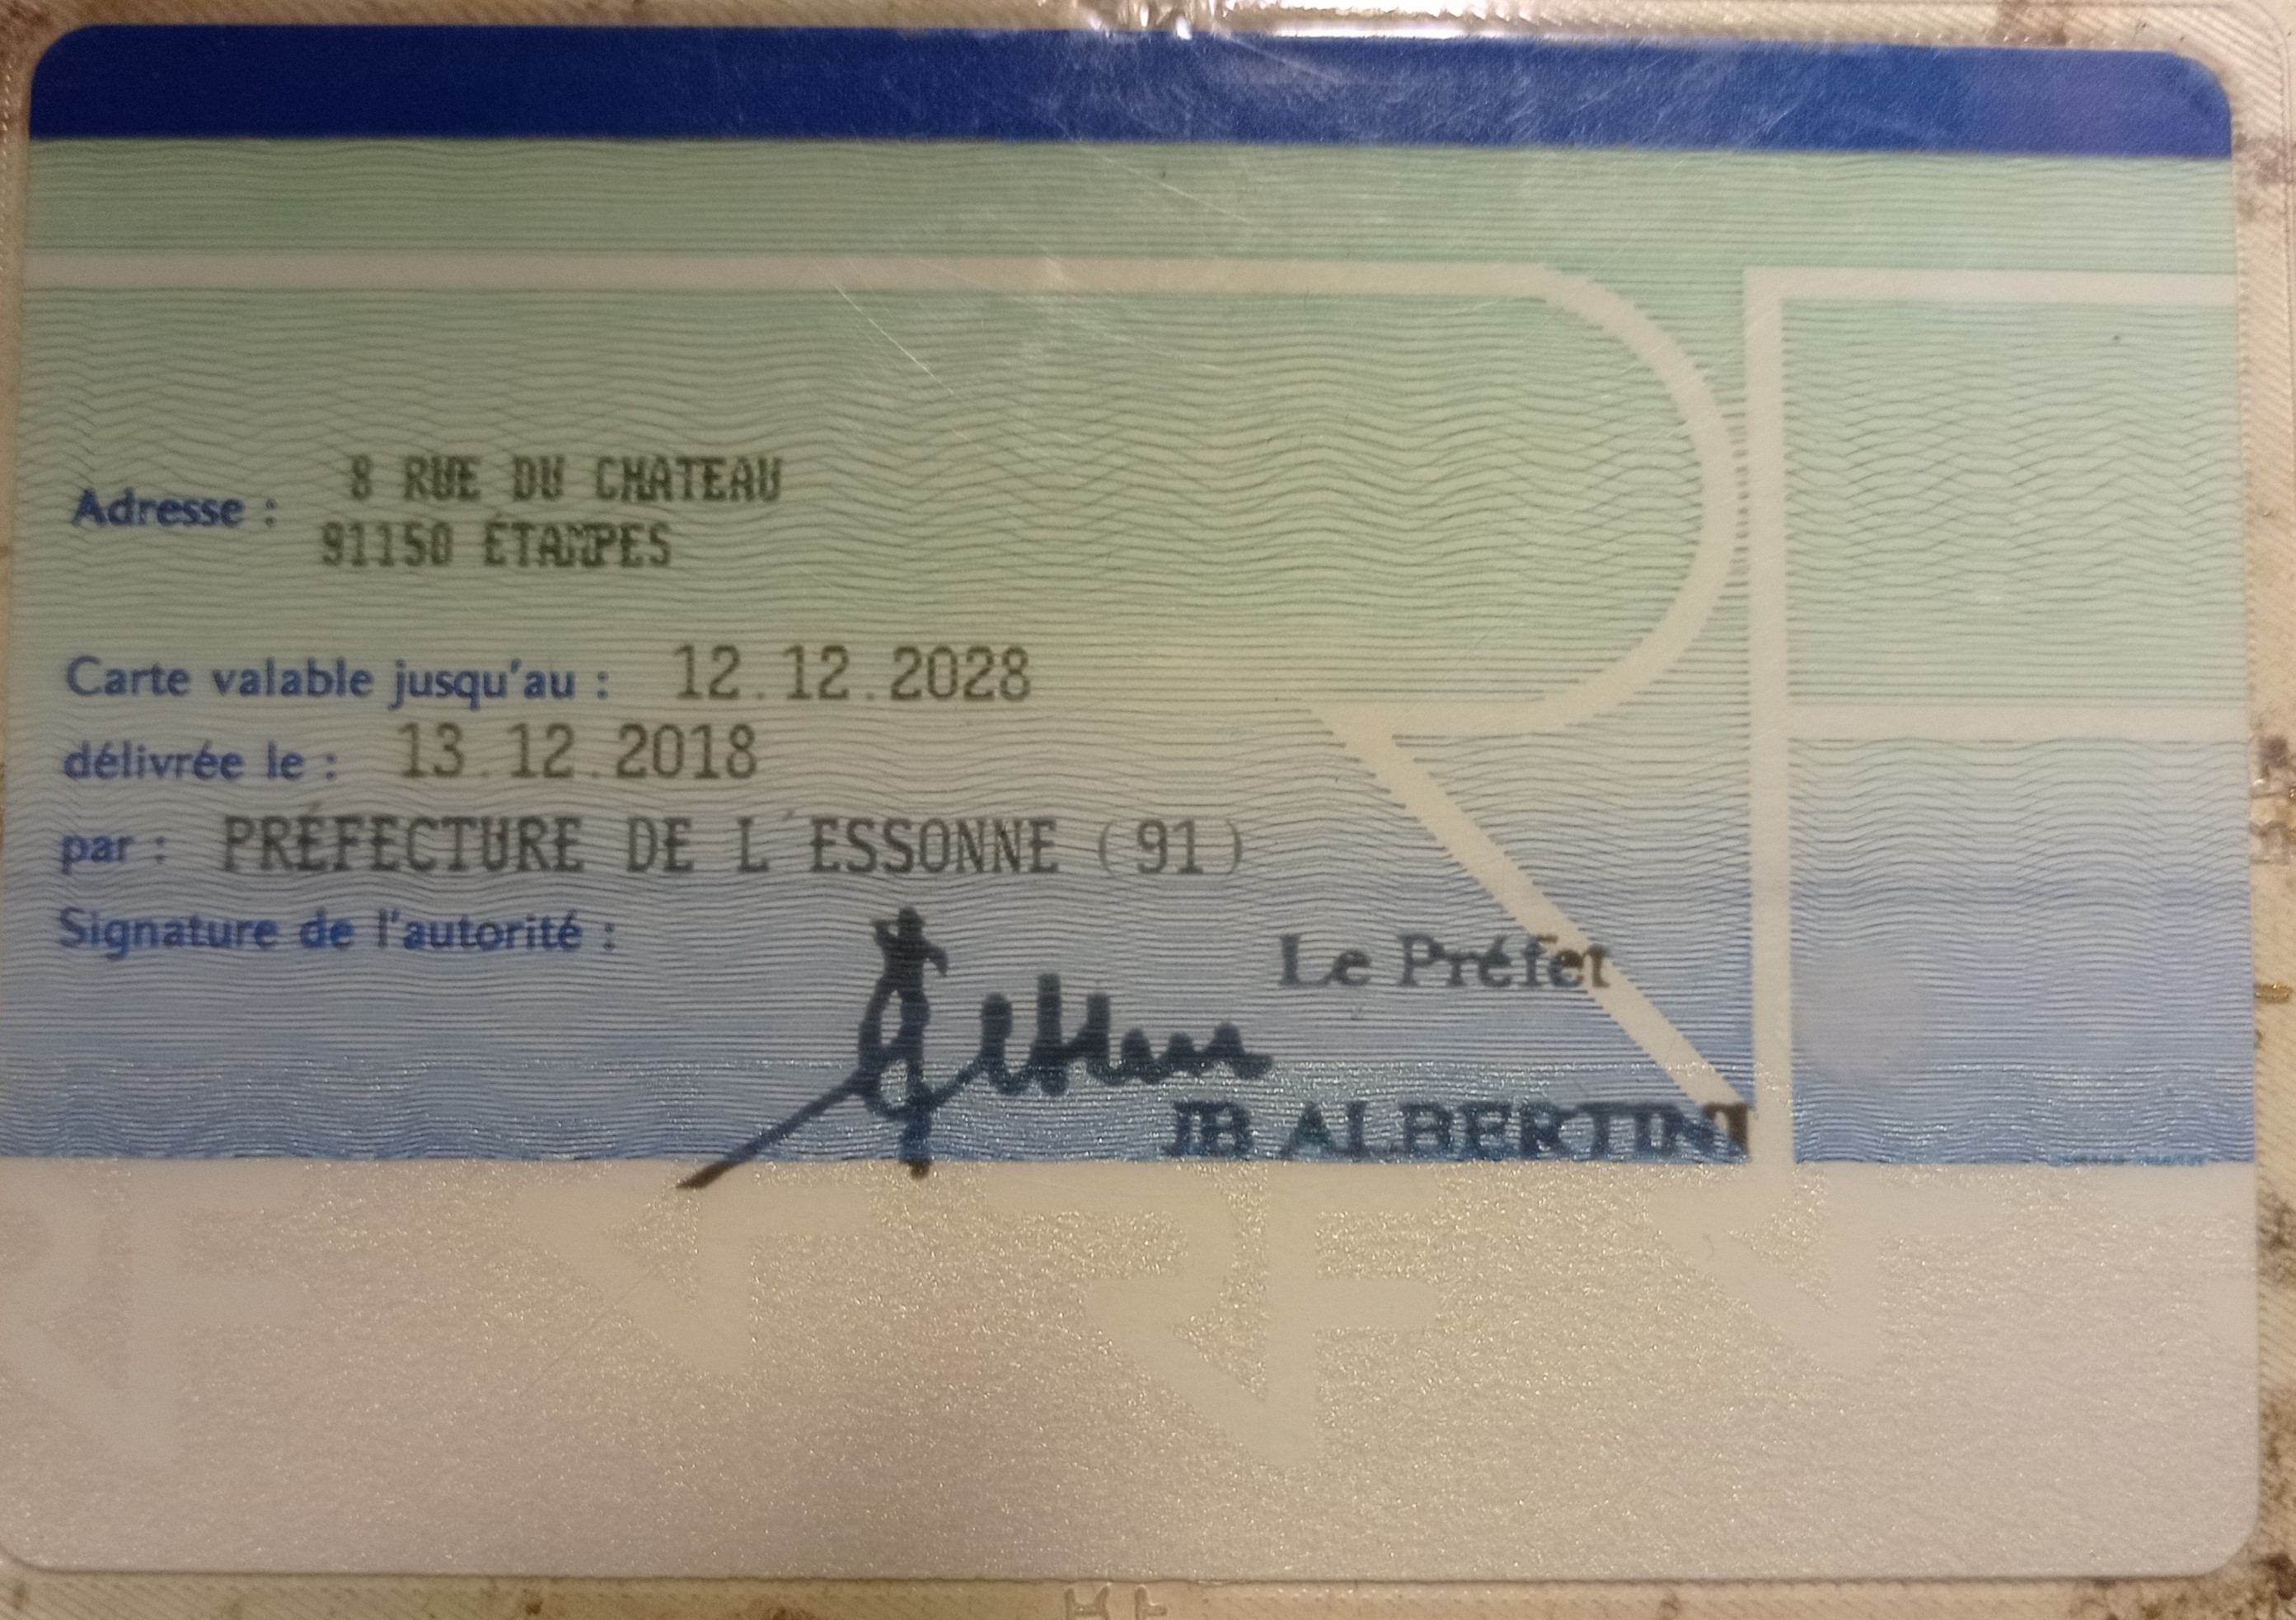 Adresse : 8 RUE DU CHATEAU
91150 ÉTAMPES
Carte valable jusqu'au : 12.12.2028
délivrée le : 13.12.2018
par : PRÉFECTURE DE L'ESSONNE (91)
Signature de l'autorité :
Le Préfet
JB ALBERTINI
RF